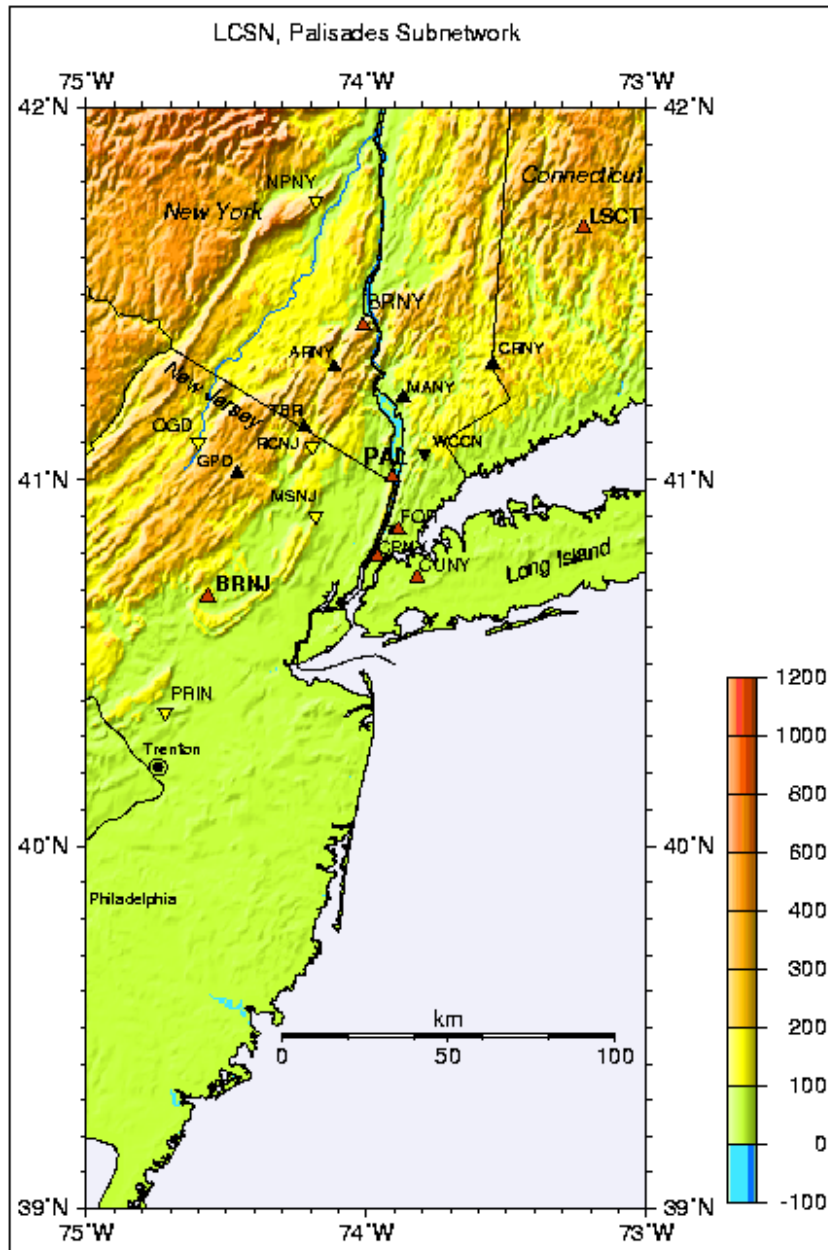 LCSN, Palisades Subnetwork
75°W 74°W 73°W
42°N 42°N
Connecticut
NPNY
New York
LSCT
BRNY
ARNY
CRNY
New Jersey
MANY
TBR
OGD
RCNJ
WCCN
GPD
PAL
41°N 41°N
MSNJ
FOR
CPNY
Long Island
CUNY
BRNJ
PRIN
Trenton
1200
1000
800
600
400
300
200
100
0
-100
40°N 40°N
Philadelphia
km
0 50 100
39°N 39°N
75°W 74°W 73°W